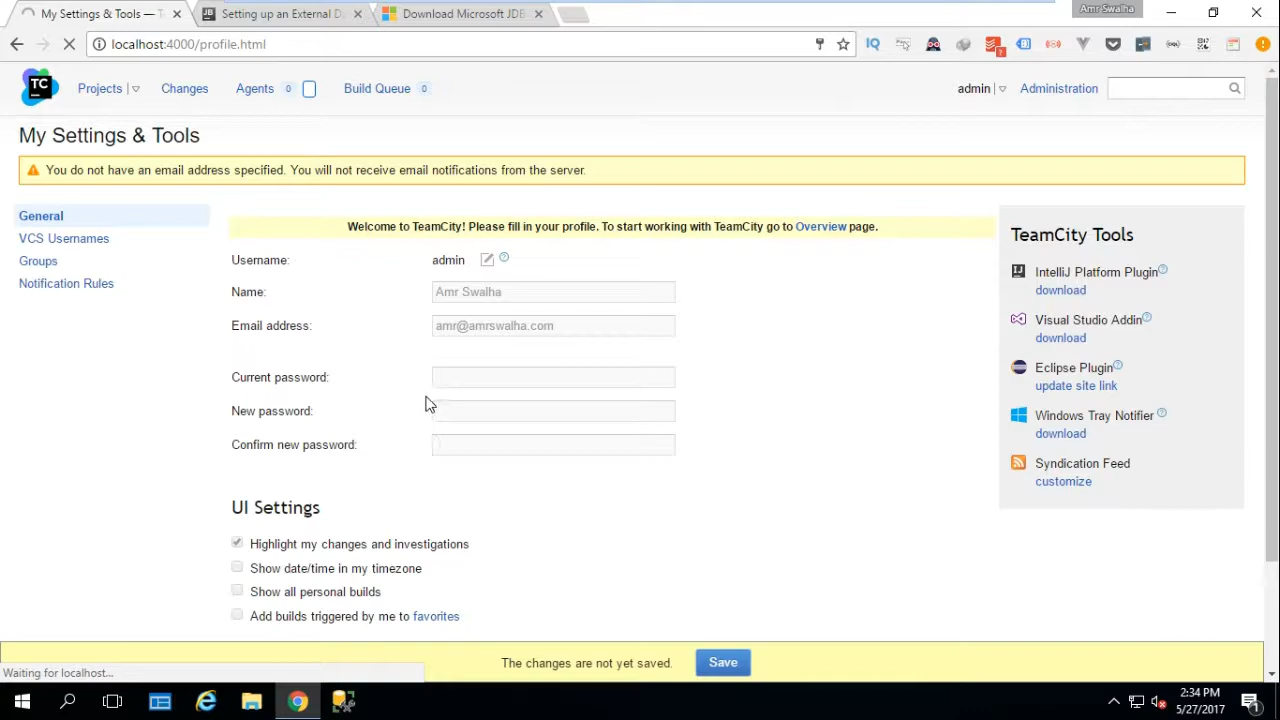 My Settings & Tools — T
Setting up an External Da
Download Microsoft JDB
Amr Swalha
localhost:4000/profile.html
IQ
TC
Projects
Changes
Agents 0
Build Queue 0
admin
Administration
My Settings & Tools
You do not have an email address specified. You will not receive email notifications from the server.
General
VCS Usernames
Groups
Notification Rules
Welcome to TeamCity! Please fill in your profile. To start working with TeamCity go to Overview page.
Username: admin
Name: Amr Swalha
Email address: amr@amrswalha.com
Current password:
New password:
Confirm new password:
UI Settings
Highlight my changes and investigations
Show date/time in my timezone
Show all personal builds
Add builds triggered by me to favorites
TeamCity Tools
IntelliJ Platform Plugin
download
Visual Studio Addin
download
Eclipse Plugin
update site link
Windows Tray Notifier
download
Syndication Feed
customize
The changes are not yet saved. Save
Waiting for localhost...
2:34 PM
5/27/2017